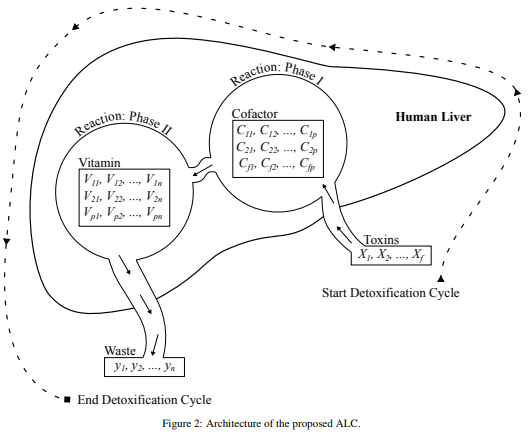 Reaction: Phase I
Human Liver
Reaction: Phase II
Cofactor
C11, C12, ..., C1p
C21, C22, ..., C2p
Cf1, Cf2, ..., Cfp
Vitamin
V11, V12, ..., V1n
V21, V22, ..., V2n
Vp1, Vp2, ..., Vpn
Toxins
X1, X2, ..., Xf
Start Detoxification Cycle
Waste
y1, y2, ..., yn
End Detoxification Cycle
Figure 2: Architecture of the proposed ALC.